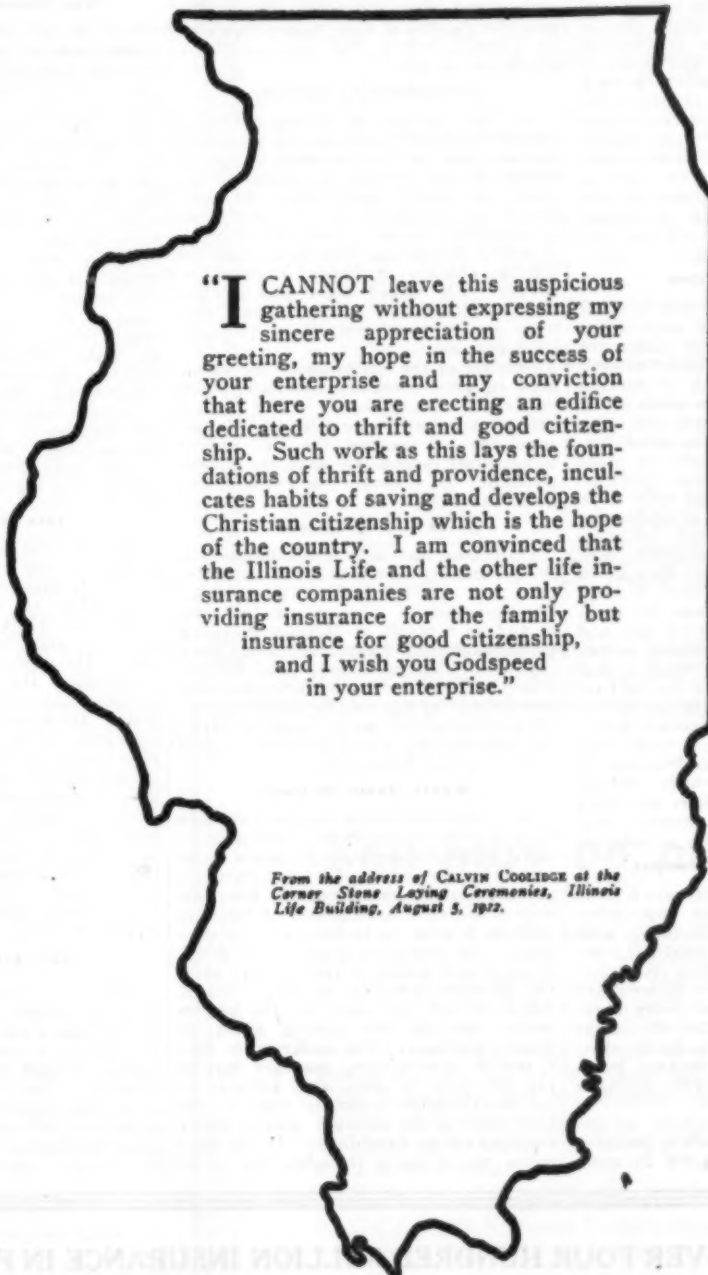 “I CANNOT leave this auspicious
gathering without expressing my
sincere appreciation of your
greeting, my hope in the success of
your enterprise and my conviction
that here you are erecting an edifice
dedicated to thrift and good citizen-
ship. Such work as this lays the foun-
dations of thrift and providence, incul-
cates habits of saving and develops the
Christian citizenship which is the hope
of the country. I am convinced that
the Illinois Life and the other life in-
surance companies are not only pro-
viding insurance for the family but
insurance for good citizenship,
and I wish you Godspeed
in your enterprise.”
From the address of CALVIN COOLIDGE at the
Corner Stone Laying Ceremonies, Illinois
Life Building, August 5, 1922.